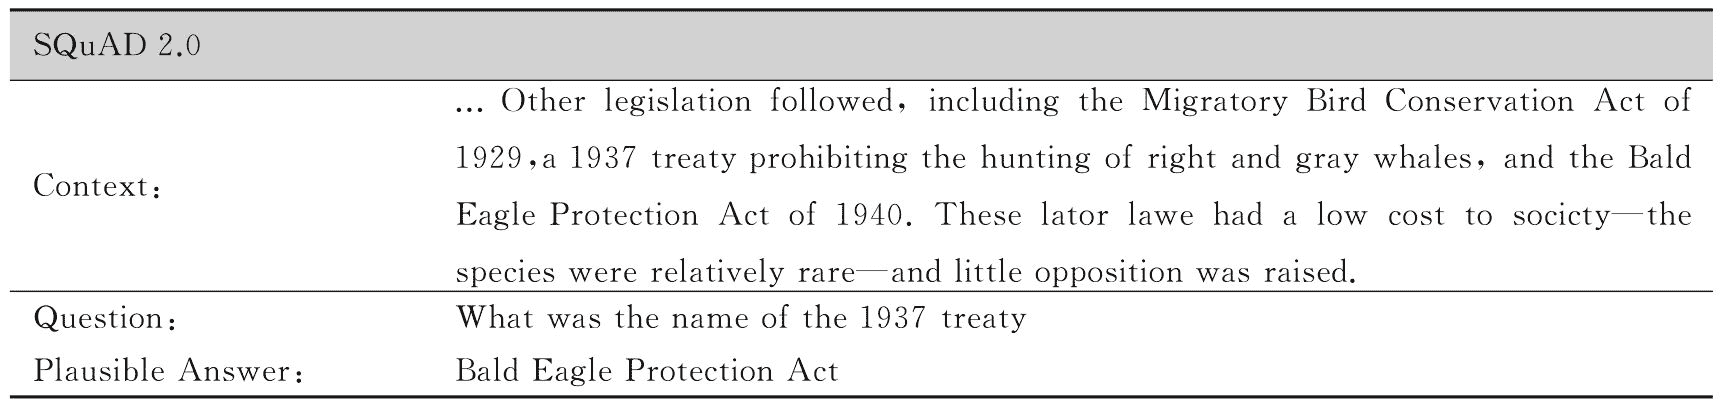 SQuAD 2.0
Context:
... Other legislation followed, including the Migratory Bird Conservation Act of
1929,a 1937 treaty prohibiting the hunting of right and gray whales, and the Bald
Eagle Protection Act of 1940. These lator lawe had a low cost to socicty—the
species were relatively rare—and little opposition was raised.
Question: What was the name of the 1937 treaty
Plausible Answer: Bald Eagle Protection Act